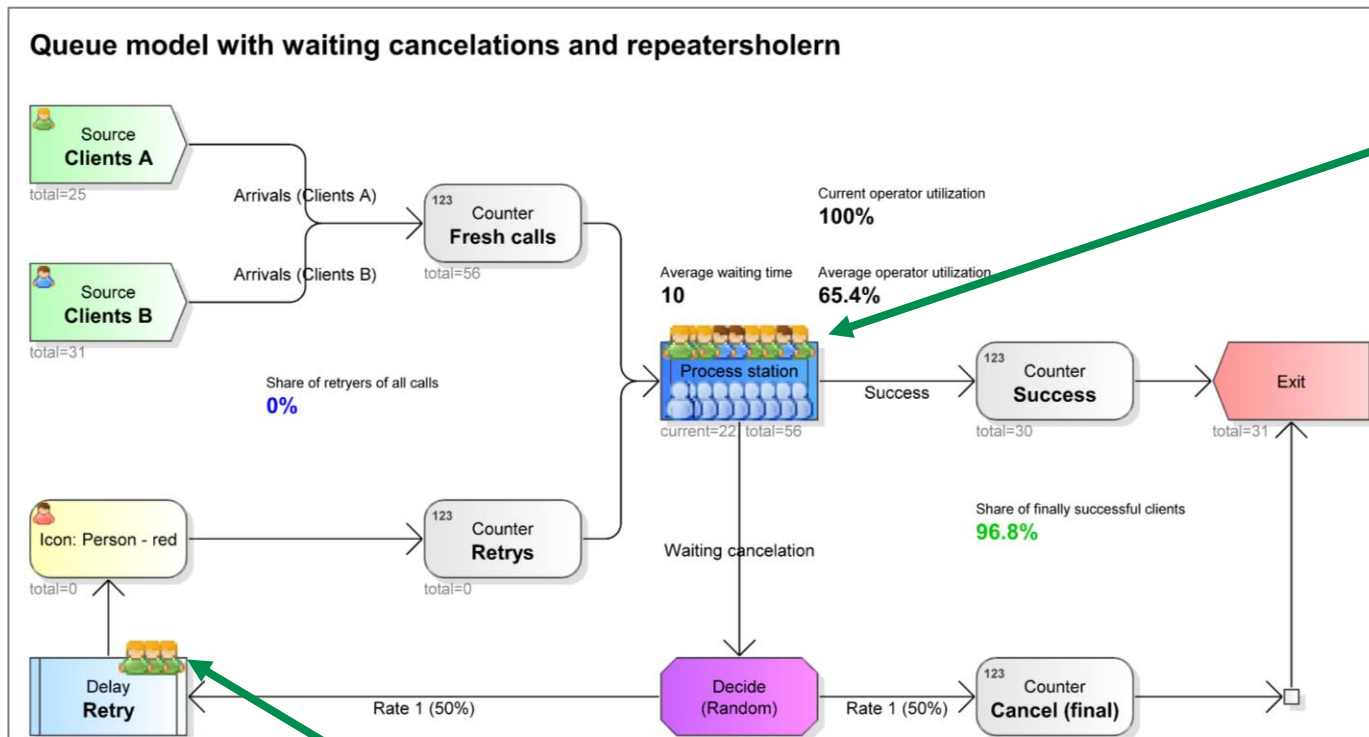 Queue model with waiting cancelations and repeatersholern
Source
Clients A
total=25
Arrivals (Clients A)
123
Counter
Fresh calls
total=56
Source
Clients B
total=31
Arrivals (Clients B)
Current operator utilization
100%
Average waiting time
10
Average operator utilization
65.4%
Share of retryers of all calls
0%
Process station
current=22, total=56
Success
123
Counter
Success
total=30
Exit
total=31
Icon: Person - red
total=0
123
Counter
Retrys
total=0
Waiting cancelation
Share of finally successful clients
96.8%
Delay
Retry
Rate 1 (50%)
Decide
(Random)
Rate 1 (50%)
123
Counter
Cancel (final)